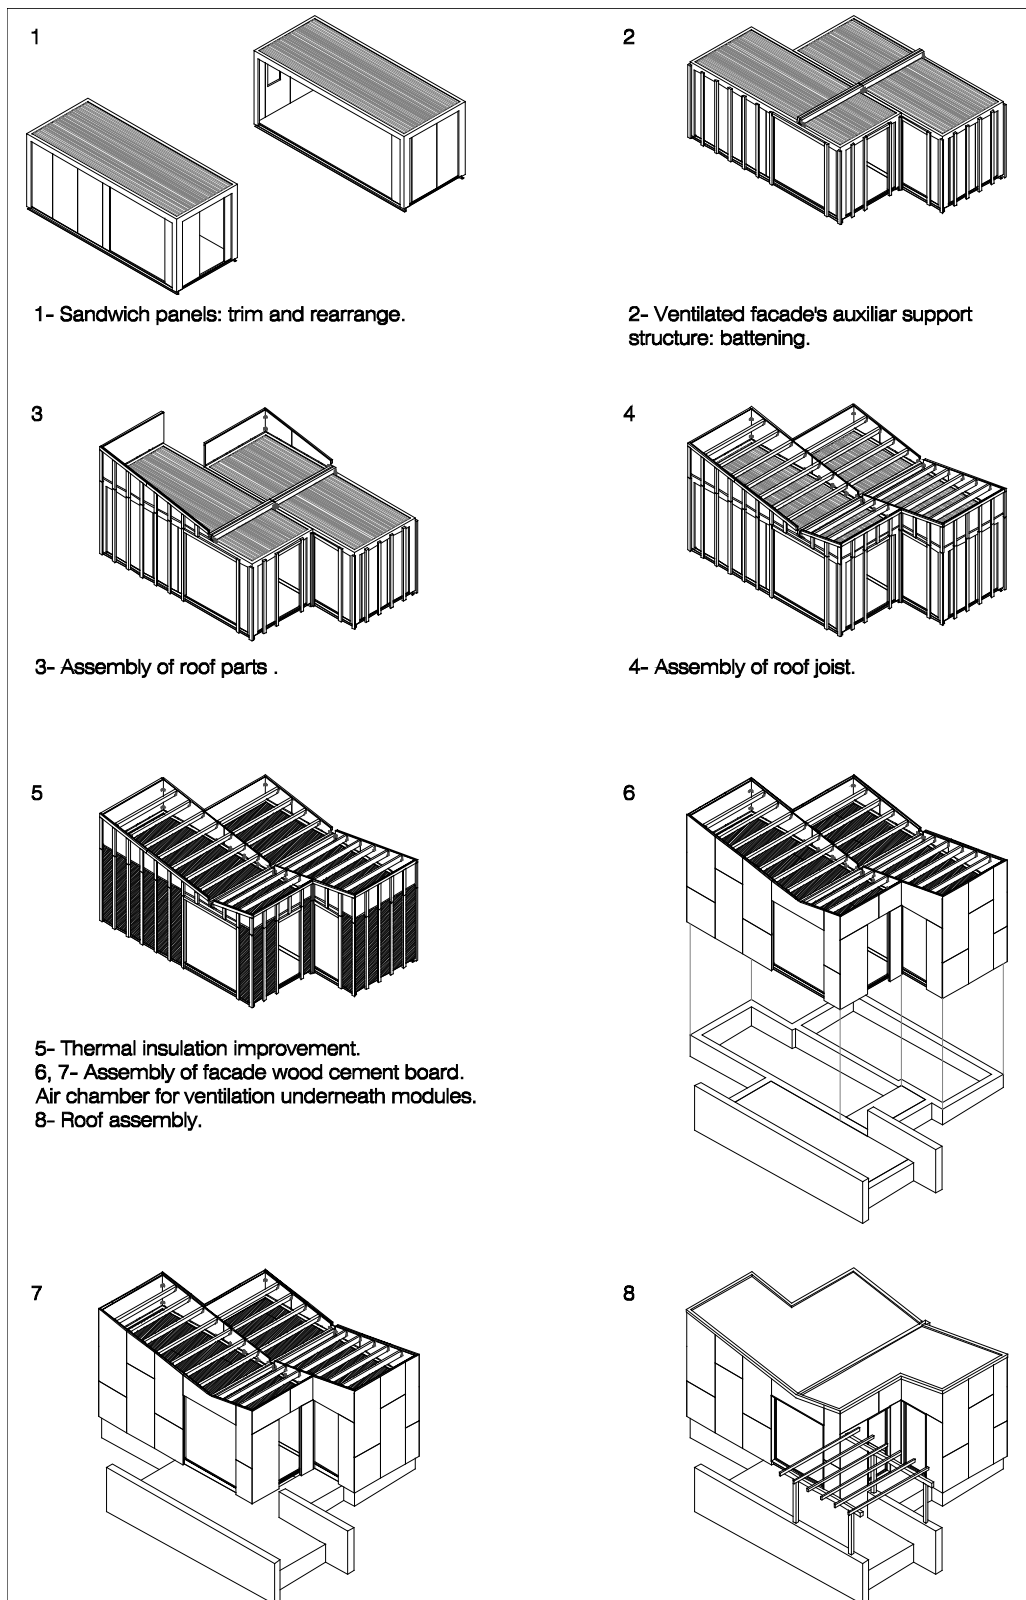 1
2
1- Sandwich panels: trim and rearrange.
2- Ventilated facade's auxiliar support
structure: battening.
3
4
3- Assembly of roof parts .
4- Assembly of roof joist.
5
6
5- Thermal insulation improvement.
6, 7- Assembly of facade wood cement board.
Air chamber for ventilation underneath modules.
8- Roof assembly.
7
8